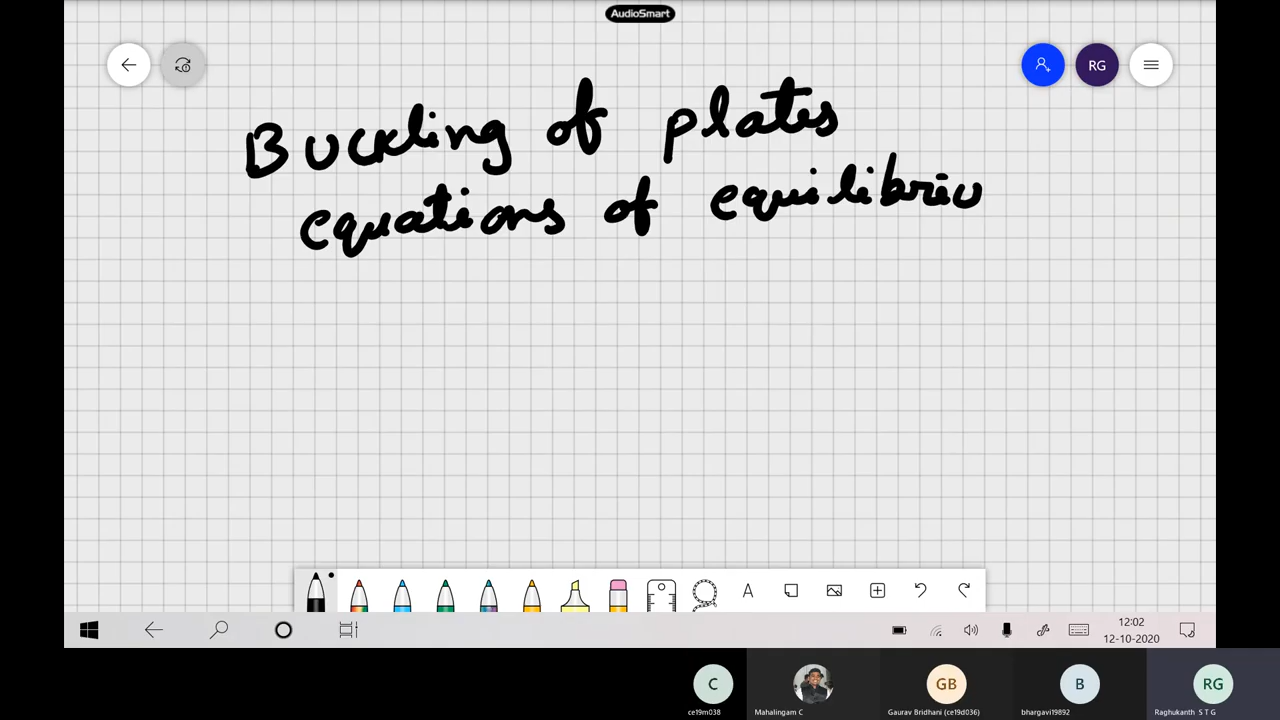 AudioSmart
RG
Buckling of plates
equations of equilibriu
A
12:02
12-10-2020
C
GB
B
RG
ce19m038
Mahalingam C
Gaurav Bridhani (ce19d036)
bhargavi19892
Raghukanth S T G